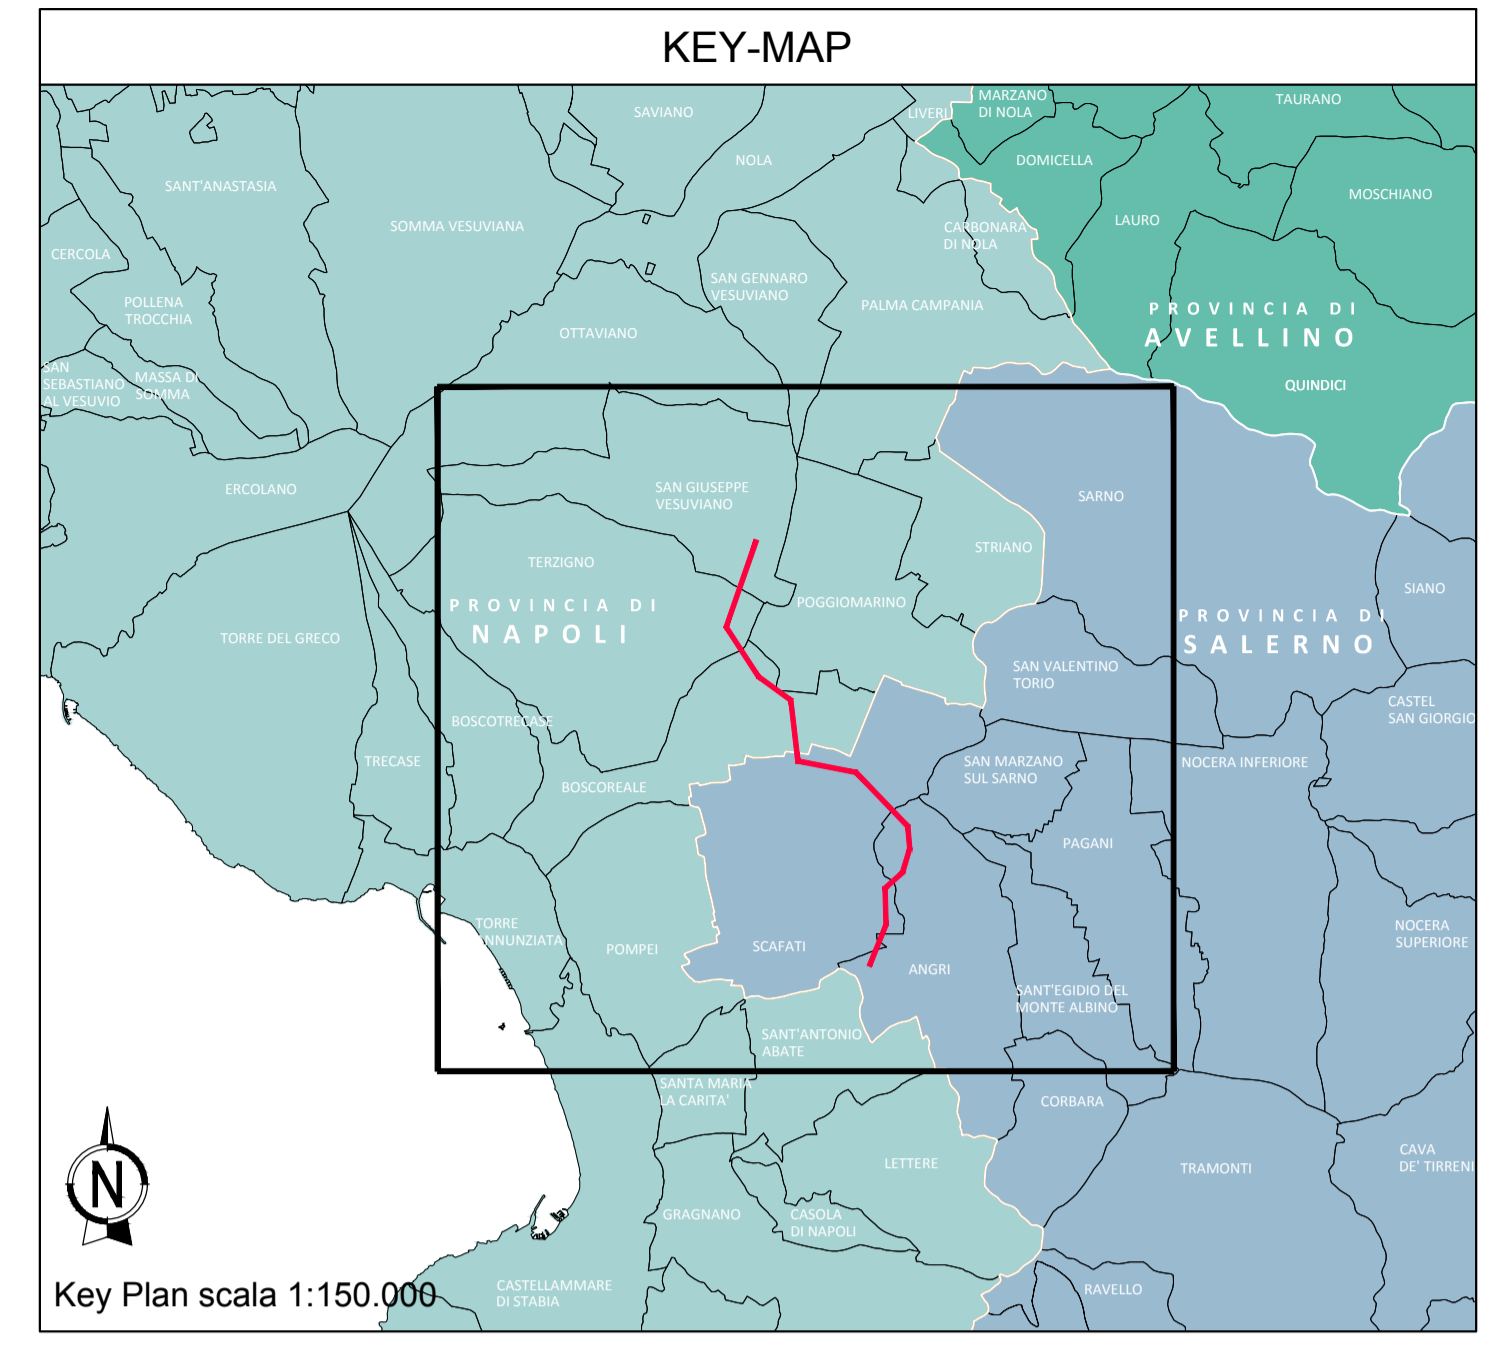 KEY-MAP
SAVIANO
LIVERI
MARZANO
DI NOLA
TAURANO
NOLA
DOMICELLA
SANT'ANASTASIA
MOSCHIANO
SOMMA VESUVIANA
LAURO
CARBONARA
DI NOLA
CERCOLA
SAN GENNARO
VESUVIANO
POLLENA
TROCCHIA
PALMA CAMPANIA
PROVINCIA DI
AVELLINO
OTTAVIANO
SAN
SEBASTIANO
AL VESUVIO
MASSA DI
SOMMA
QUINDICI
ERCOLANO
SAN GIUSEPPE
VESUVIANO
SARNO
STRIANO
TERZIGNO
SIANO
PROVINCIA DI
NAPOLI
POGGIOMARINO
PROVINCIA DI
SALERNO
TORRE DEL GRECO
SAN VALENTINO
TORIO
CASTEL
SAN GIORGIO
BOSCOTRECASE
TRECASE
SAN MARZANO
SUL SARNO
NOCERA INFERIORE
BOSCOREALE
PAGANI
TORRE
ANNUNZIATA
NOCERA
SUPERIORE
POMPEI
SCAFATI
ANGRI
SANT'EGIDIO DEL
MONTE ALBINO
SANT'ANTONIO
ABATE
SANTA MARIA
LA CARITA'
CORBARA
N
LETTERE
TRAMONTI
CAVA
DE' TIRRENI
GRAGNANO
CASOLA
DI NAPOLI
CASTELLAMMARE
DI STABIA
RAVELLO
Key Plan scala 1:150.000